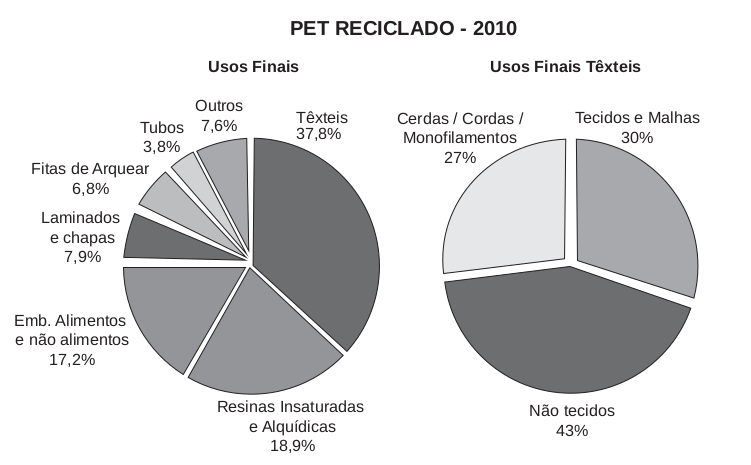 PET RECICLADO - 2010
Usos Finais
Outros
7,6%
Têxteis
37,8%
Tubos
3,8%
Fitas de Arquear
6,8%
Laminados
e chapas
7,9%
Emb. Alimentos
e não alimentos
17,2%
Resinas Insaturadas
e Alquídicas
18,9%
Usos Finais Têxteis
Cerdas / Cordas /
Monofilamentos
27%
Tecidos e Malhas
30%
Não tecidos
43%